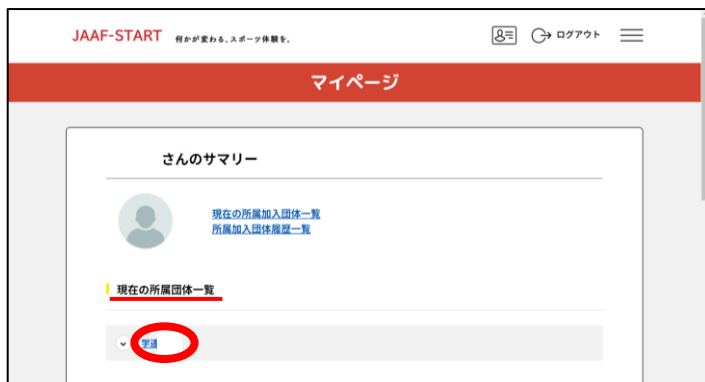 JAAF-START 何かが変わる、スポーツ体験を。
ログアウト
マイページ
さんのサマリー
現在の所属加入団体一覧
所属加入団体履歴一覧
現在の所属団体一覧
学連